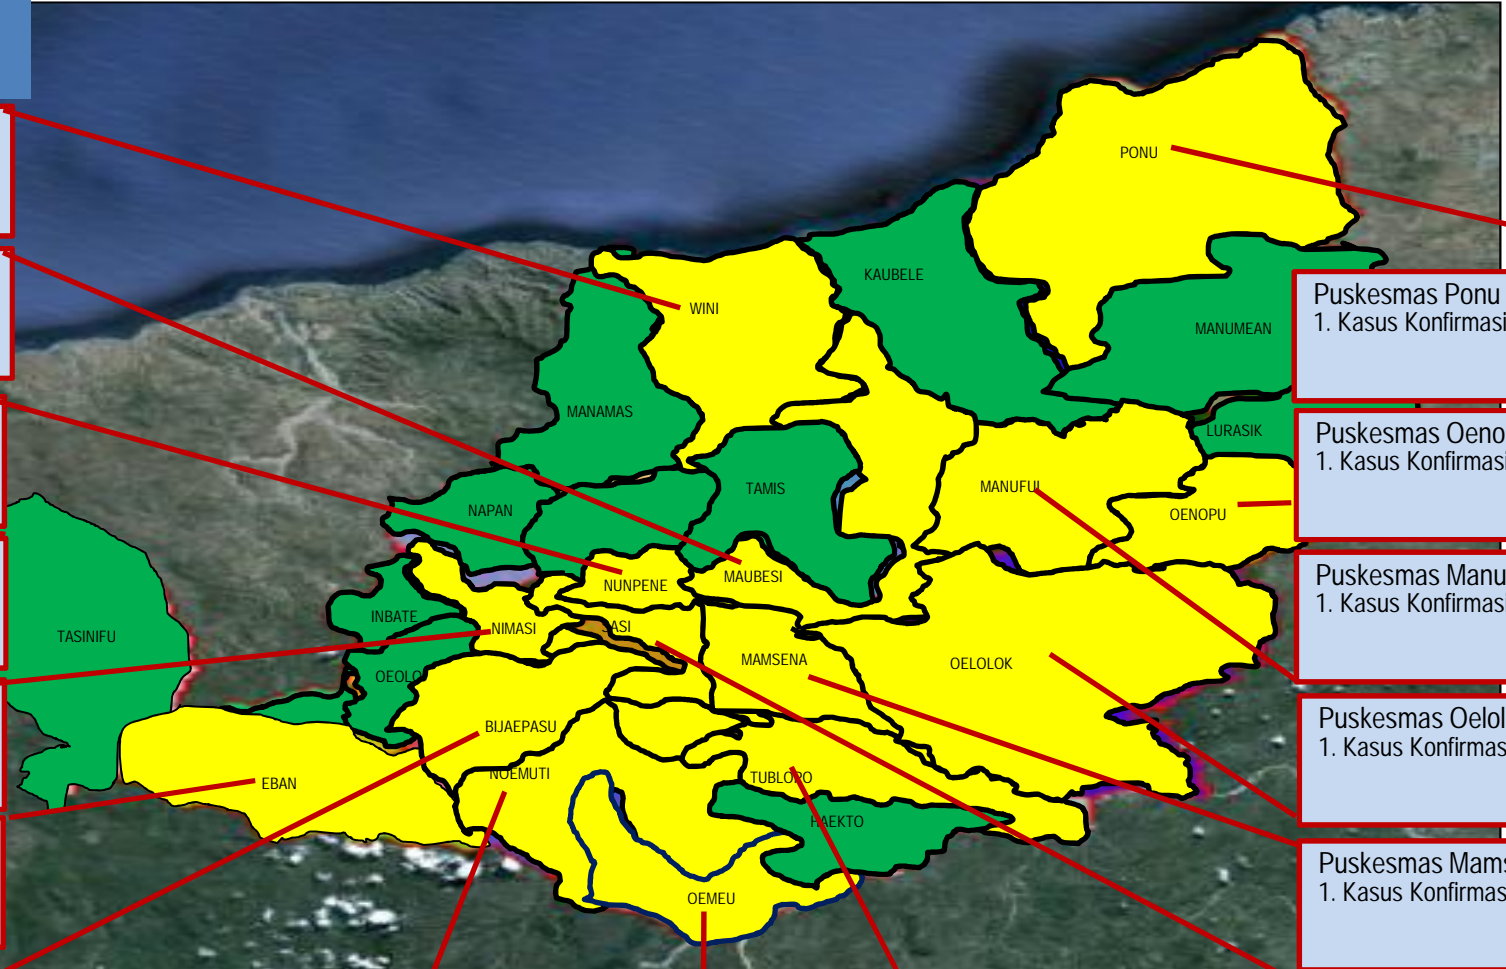 PONU
KAUBELE
WINI
Puskesmas Ponu
1. Kasus Konfirmasi
MANUMEAN
MANAMAS
LURASIK
Puskesmas Oeno
1. Kasus Konfirmasi
TAMIS
MANUFUI
NAPAN
OENOPU
MAUBESI
NUNPENE
Puskesmas Manu
1. Kasus Konfirmas
INBATE
NIMASI
SASI
TASINIFU
MAMSENA
OELOLOK
OEOLO
Puskesmas Oelol
1. Kasus Konfirmas
BIJAEPASU
NOEMUTI
TUBLOPO
EBAN
HAEKTO
Puskesmas Mams
1. Kasus Konfirmas
OEMEU